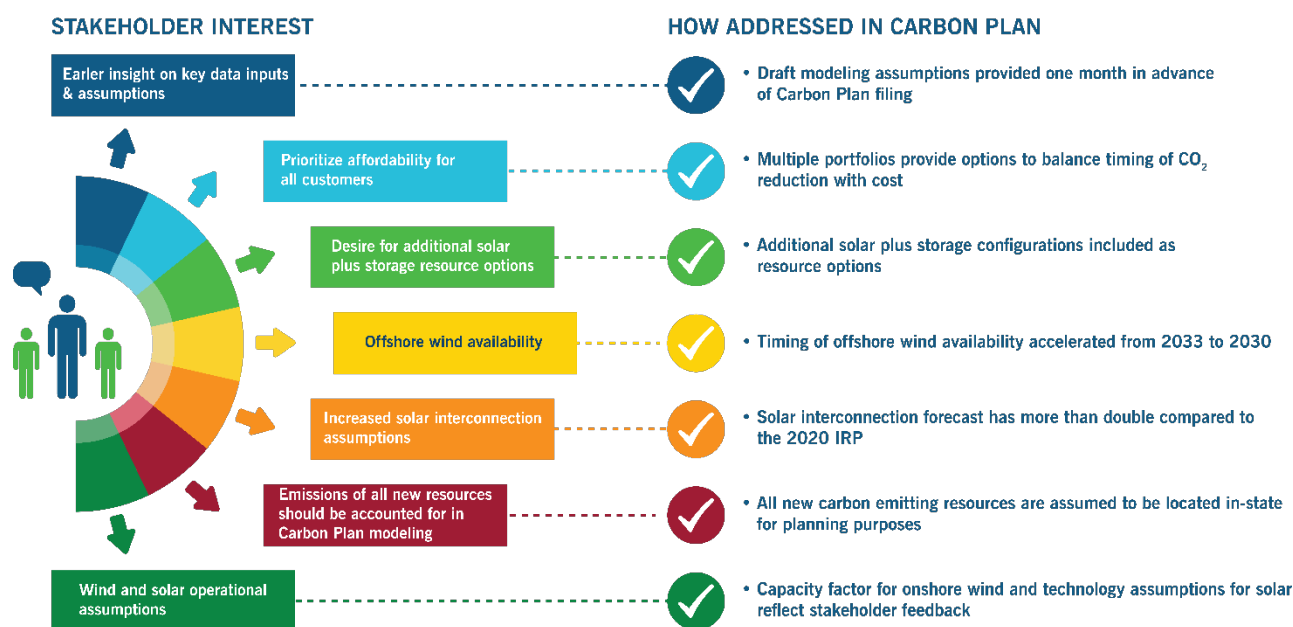 STAKEHOLDER INTEREST
HOW ADDRESSED IN CARBON PLAN
Earler insight on key data inputs
& assumptions
• Draft modeling assumptions provided one month in advance
of Carbon Plan filing
Prioritize affordability for
all customers
• Multiple portfolios provide options to balance timing of CO₂
reduction with cost
Desire for additional solar
plus storage resource options
• Additional solar plus storage configurations included as
resource options
Offshore wind availability
• Timing of offshore wind availability accelerated from 2033 to 2030
Increased solar interconnection
assumptions
• Solar interconnection forecast has more than double compared to
the 2020 IRP
Emissions of all new resources
should be accounted for in
Carbon Plan modeling
• All new carbon emitting resources are assumed to be located in-state
for planning purposes
Wind and solar operational
assumptions
• Capacity factor for onshore wind and technology assumptions for solar
reflect stakeholder feedback